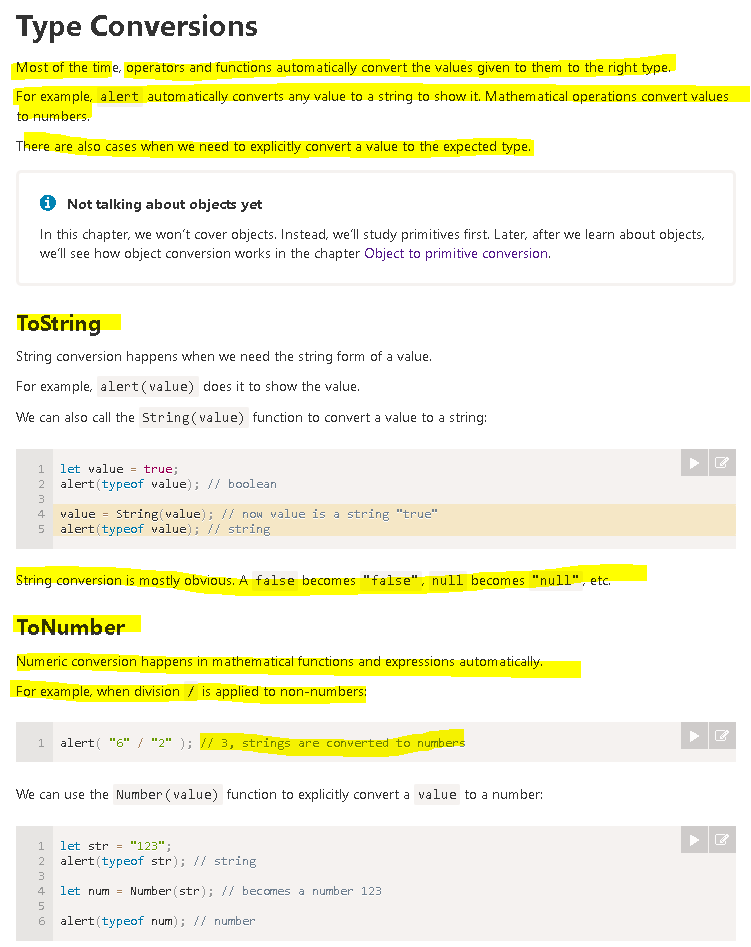 Type Conversions
Most of the time, operators and functions automatically convert the values given to them to the right type.
For example, alert automatically converts any value to a string to show it. Mathematical operations convert values
to numbers.
There are also cases when we need to explicitly convert a value to the expected type.
Not talking about objects yet
In this chapter, we won’t cover objects. Instead, we’ll study primitives first. Later, after we learn about objects,
we’ll see how object conversion works in the chapter Object to primitive conversion.
ToString
String conversion happens when we need the string form of a value.
For example, alert(value) does it to show the value.
We can also call the String(value) function to convert a value to a string:
1 let value = true;
2 alert(typeof value); // boolean
3
4 value = String(value); // now value is a string "true"
5 alert(typeof value); // string
String conversion is mostly obvious. A false becomes "false", null becomes "null", etc.
ToNumber
Numeric conversion happens in mathematical functions and expressions automatically.
For example, when division / is applied to non-numbers:
1 alert( "6" / "2" ); // 3, strings are converted to numbers
We can use the Number(value) function to explicitly convert a value to a number:
1 let str = "123";
2 alert(typeof str); // string
3
4 let num = Number(str); // becomes a number 123
5
6 alert(typeof num); // number